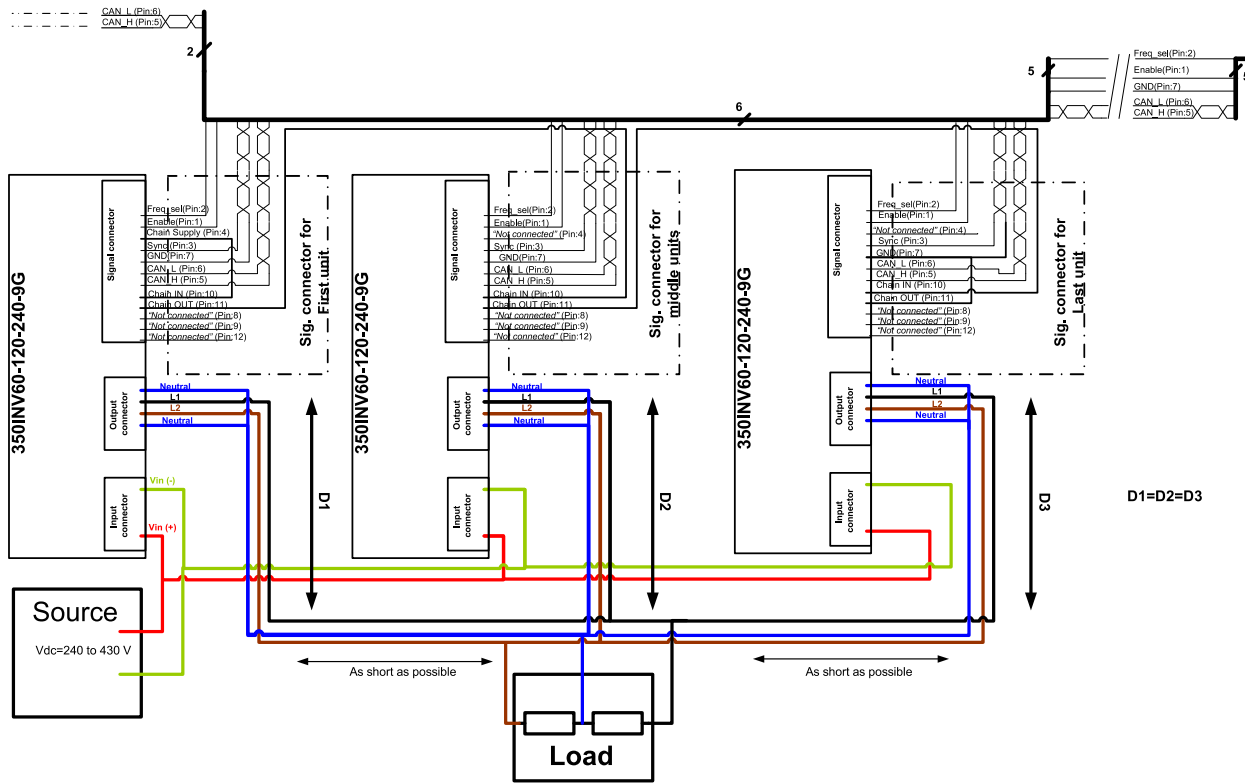 CAN_L (Pin:6)
CAN_H (Pin:5)
2
6
5
Freq_sel(Pin:2)
Enable(Pin:1)
GND(Pin:7)
CAN_L (Pin:6)
CAN_H (Pin:5)
5
350INV60-120-240-9G
Signal connector
Freq_sel(Pin:2)
Enable(Pin:1)
Chain Supply (Pin:4)
Sync(Pin:3)
GND(Pin:7)
CAN_L (Pin:6)
CAN_H (Pin:5)
Chain IN (Pin:10)
Chain OUT (Pin:11)
"Not connected" (Pin:8)
"Not connected" (Pin:9)
"Not connected" (Pin:12)
Sig. connector for
First unit
Output
connector
Neutral
L1
L2
Neutral
Input
connector
Vin (-)
Vin (+)
D1
350INV60-120-240-9G
Signal connector
Freq_sel(Pin:2)
Enable(Pin:1)
"Not connected" (Pin:4)
Sync (Pin:3)
GND(Pin:7)
CAN_L (Pin:6)
CAN_H (Pin:5)
Chain IN (Pin:10)
Chain OUT (Pin:11)
"Not connected" (Pin:8)
"Not connected" (Pin:9)
"Not connected" (Pin:12)
Sig. connector for
middle units
Output
connector
Neutral
L1
L2
Neutral
Input
connector
D2
350INV60-120-240-9G
Signal connector
Freq_sel(Pin:2)
Enable(Pin:1)
"Not connected" (Pin:4)
Sync (Pin:3)
GND(Pin:7)
CAN_L (Pin:6)
CAN_H (Pin:5)
Chain IN (Pin:10)
Chain OUT (Pin:11)
"Not connected" (Pin:8)
"Not connected" (Pin:9)
"Not connected" (Pin:12)
Sig. connector for
Last unit
Output
connector
Neutral
L1
L2
Neutral
Input
connector
D3
D1=D2=D3
Source
Vdc=240 to 430 V
As short as possible
As short as possible
Load